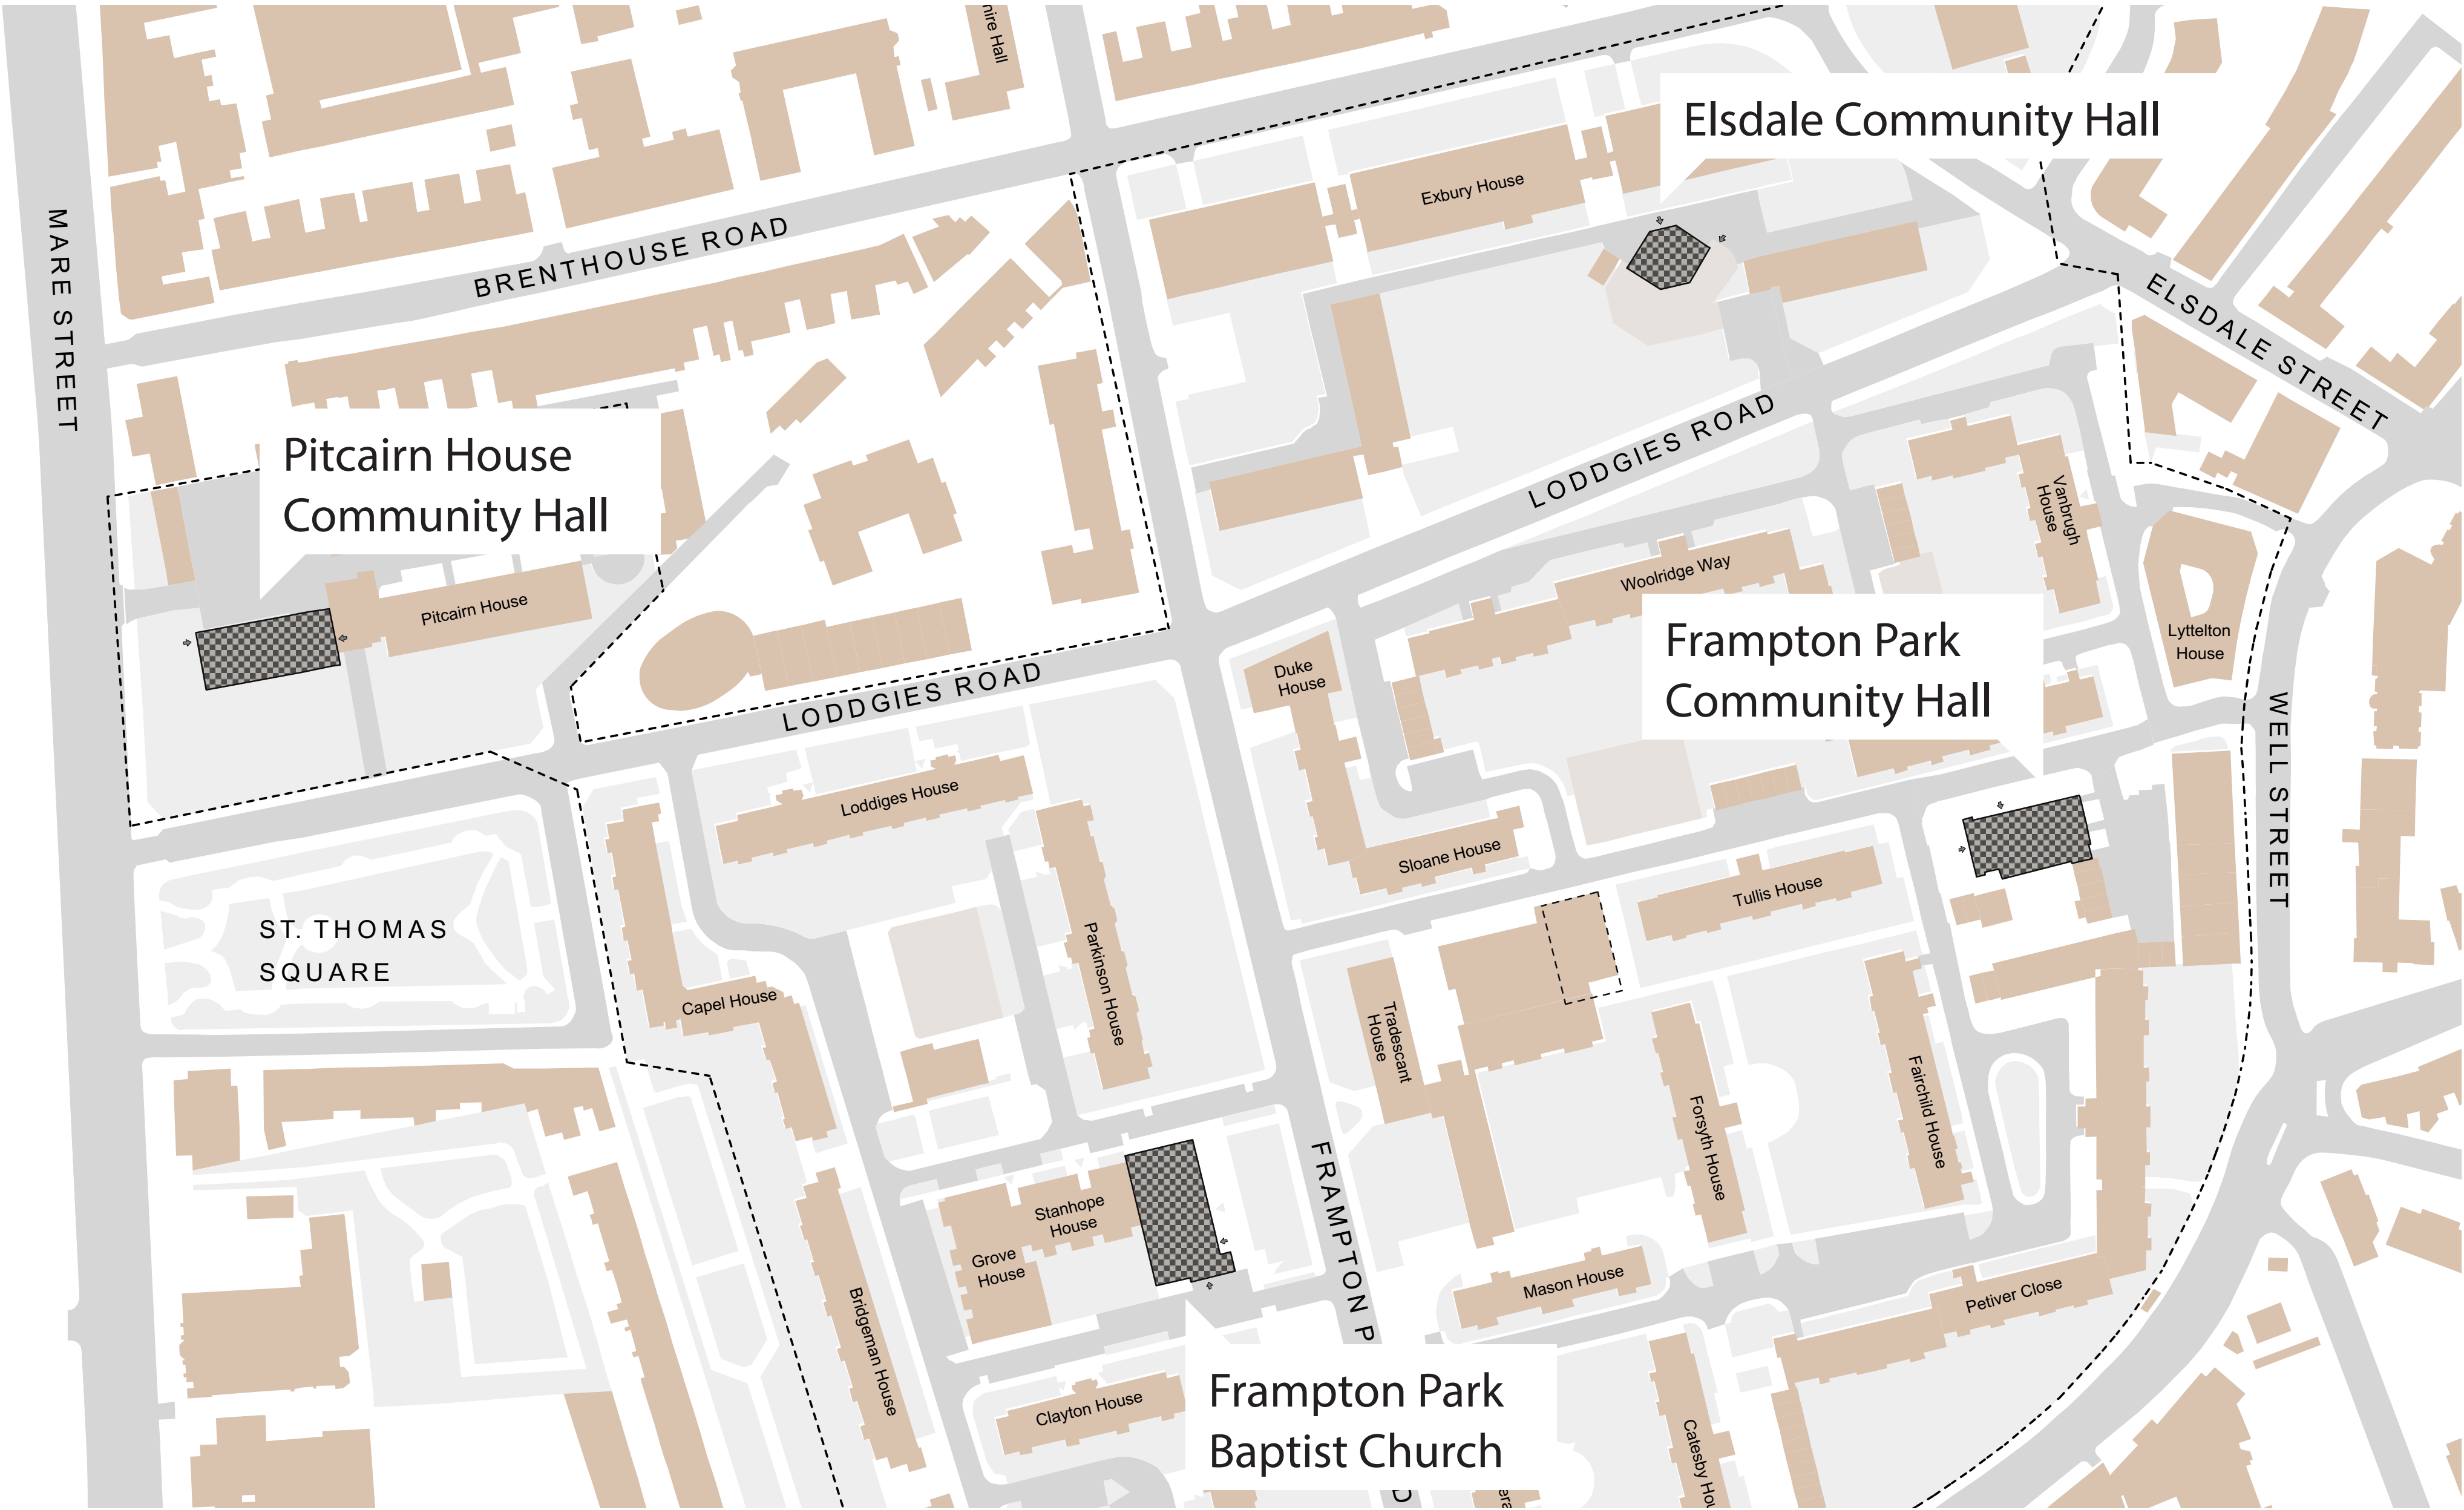 Elsdale Community Hall
Exbury House
MARE STREET
BRENTHOUSE ROAD
ELSDALE STREET
Pitcairn House
Community Hall
LODDGIES ROAD
Vanbrugh
House
Woolridge Way
Pitcairn House
Frampton Park
Community Hall
Lyttelton
House
Duke
House
LODDGIES ROAD
WELL STREET
Loddiges House
Sloane House
Tullis House
ST. THOMAS
SQUARE
Parkinson House
Capel House
Tradescant
House
Forsyth House
Fairchild House
Stanhope
House
Grove
House
FRAMPTON P
Mason House
Petiver Close
Bridgeman House
Clayton House
Frampton Park
Baptist Church
Catesby Hou